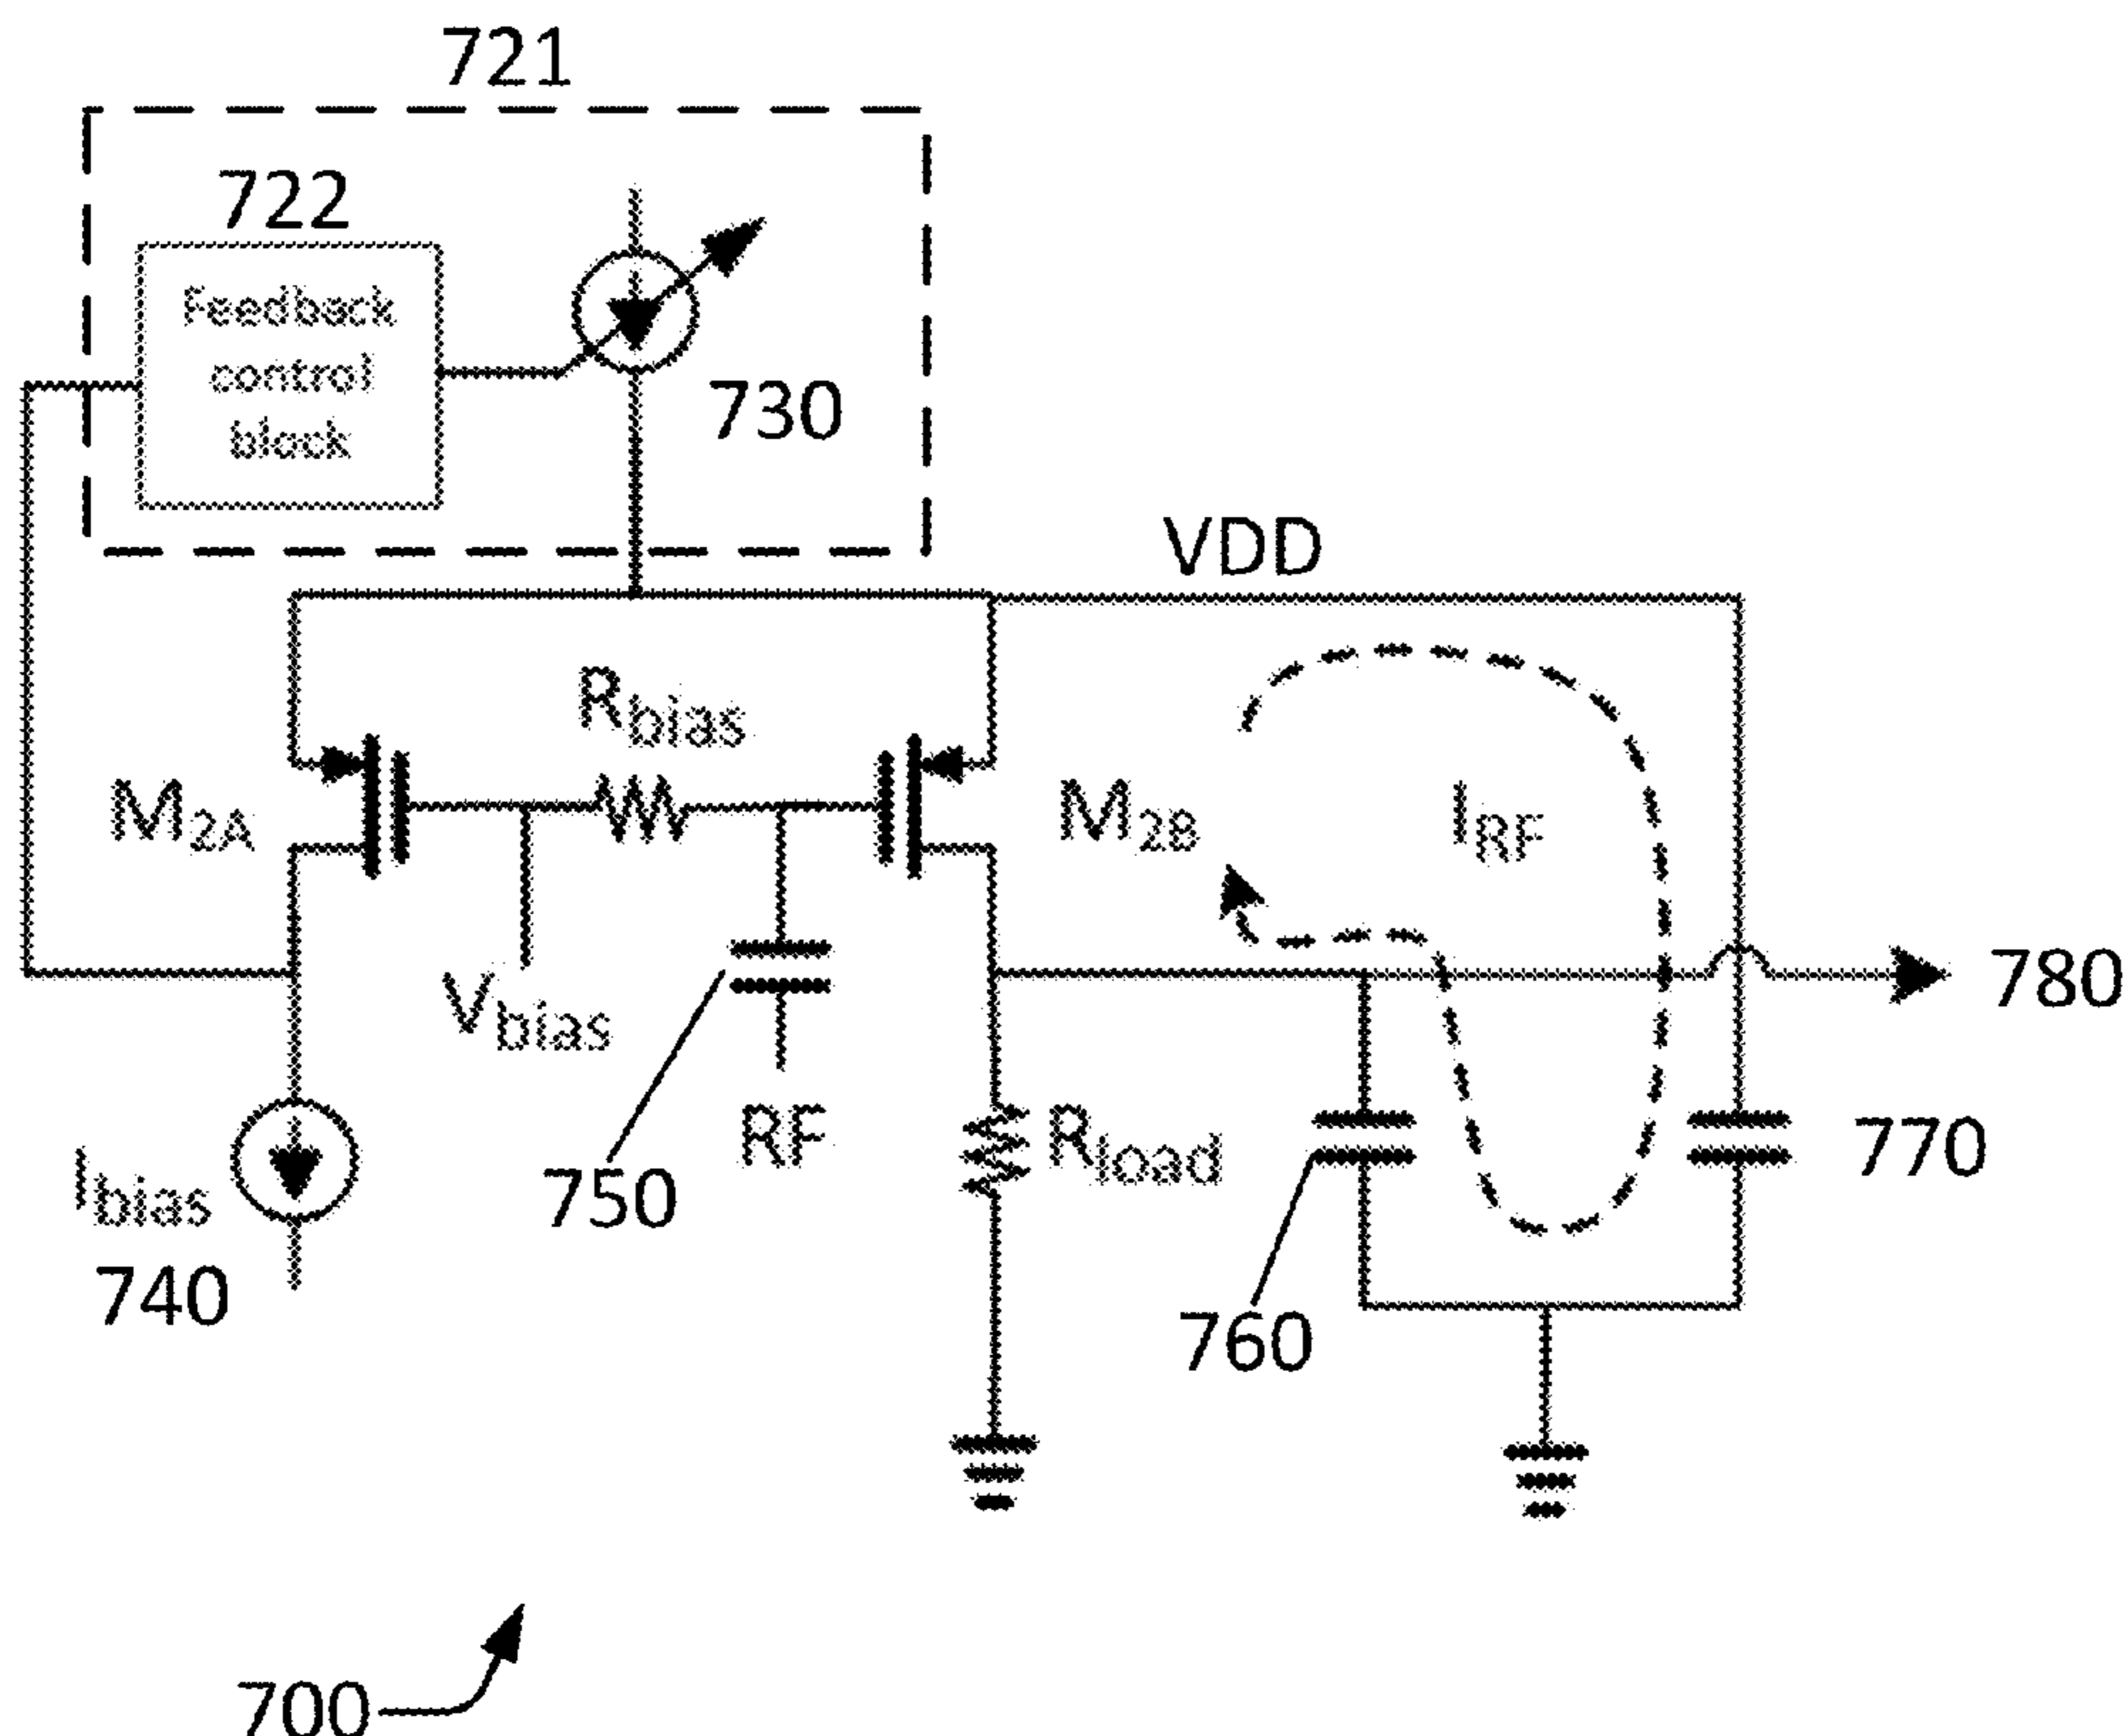 721
722
Feedback
control
block
730
VDD
Rbias
M2A
M2B
IRF
Vbias
780
RF
Rload
770
Ibias
750
740
760
700